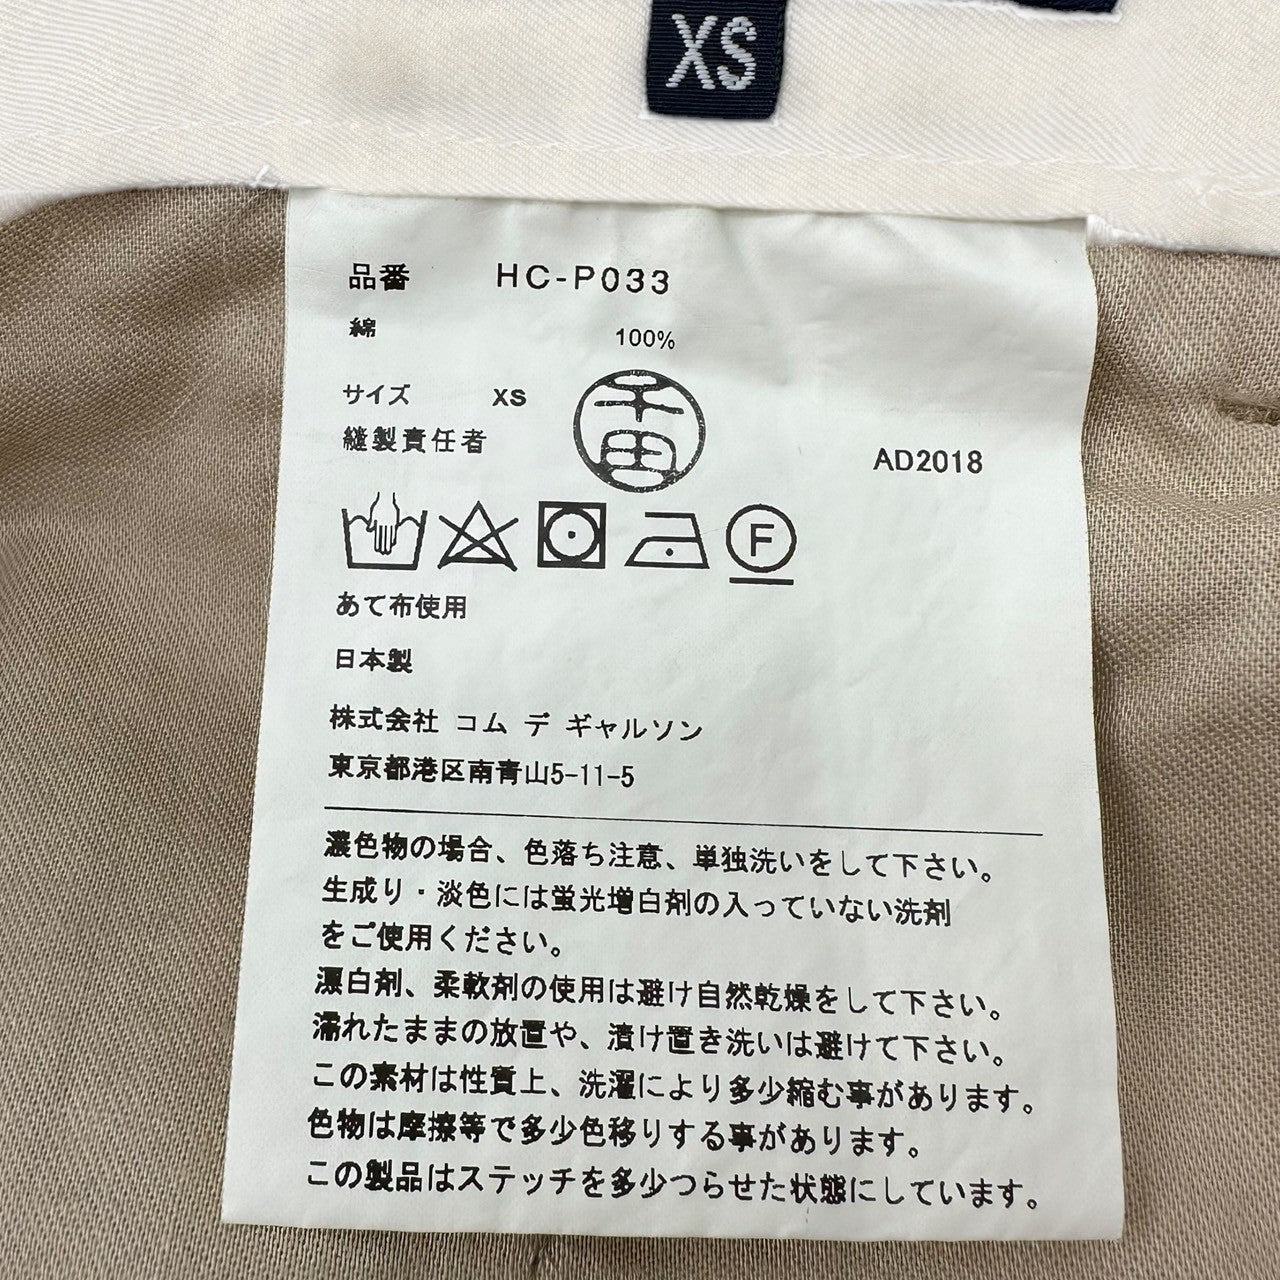 XS
品番 HC-P033
綿 100%
サイズ XS
縫製責任者 千田
AD2018
F
あて布使用
日本製
株式会社 コム デ ギャルソン
東京都港区南青山5-11-5
濃色物の場合、色落ち注意、単独洗いをして下さい。
生成り・淡色には蛍光増白剤の入っていない洗剤
をご使用ください。
漂白剤、柔軟剤の使用は避け自然乾燥をして下さい。
濡れたままの放置や、漬け置き洗いは避けて下さい。
この素材は性質上、洗濯により多少縮む事があります。
色物は摩擦等で多少色移りする事があります。
この製品はステッチを多少つらせた状態にしています。